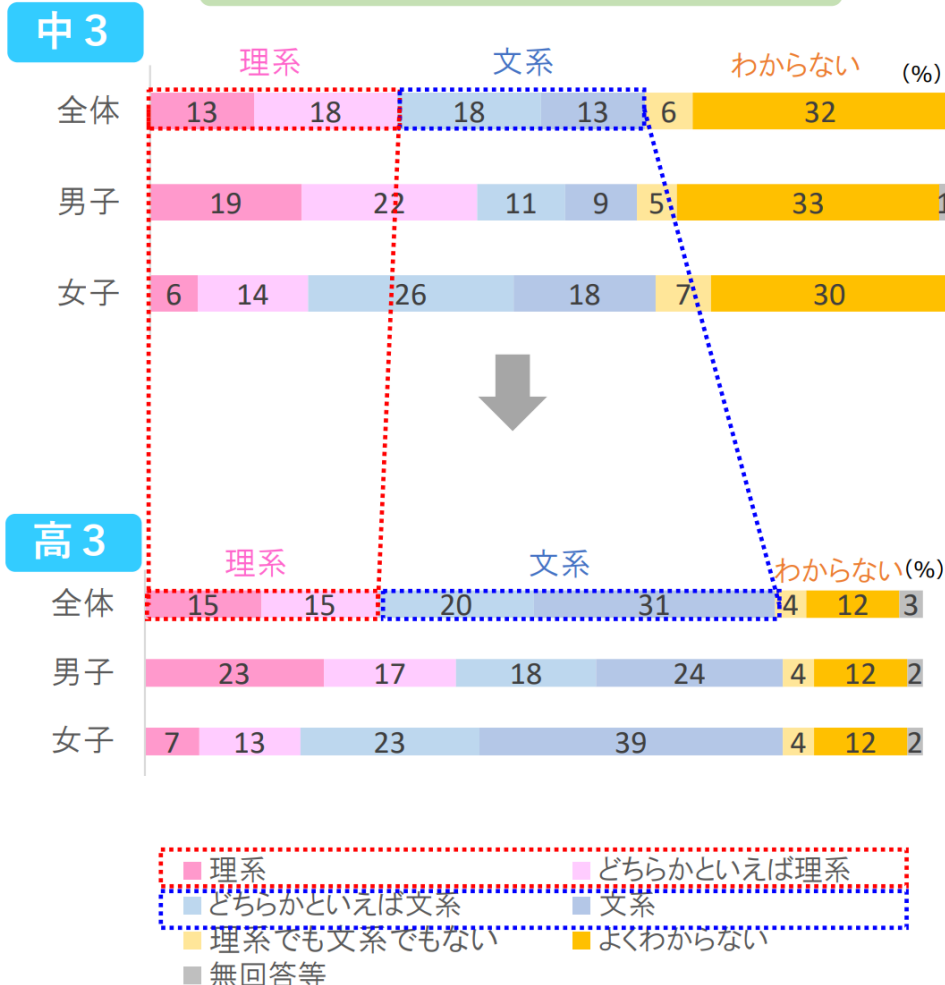 中３
理系 文系 わからない (%)
全体 13 18 18 13 6 32
男子 19 22 11 9 5 33 1
女子 6 14 26 18 7 30
高３
理系 文系 わからない (%)
全体 15 15 20 31 4 12 3
男子 23 17 18 24 4 12 2
女子 7 13 23 39 4 12 2
理系 どちらかといえば理系
どちらかといえば文系 文系
理系でも文系でもない よくわからない
無回答等